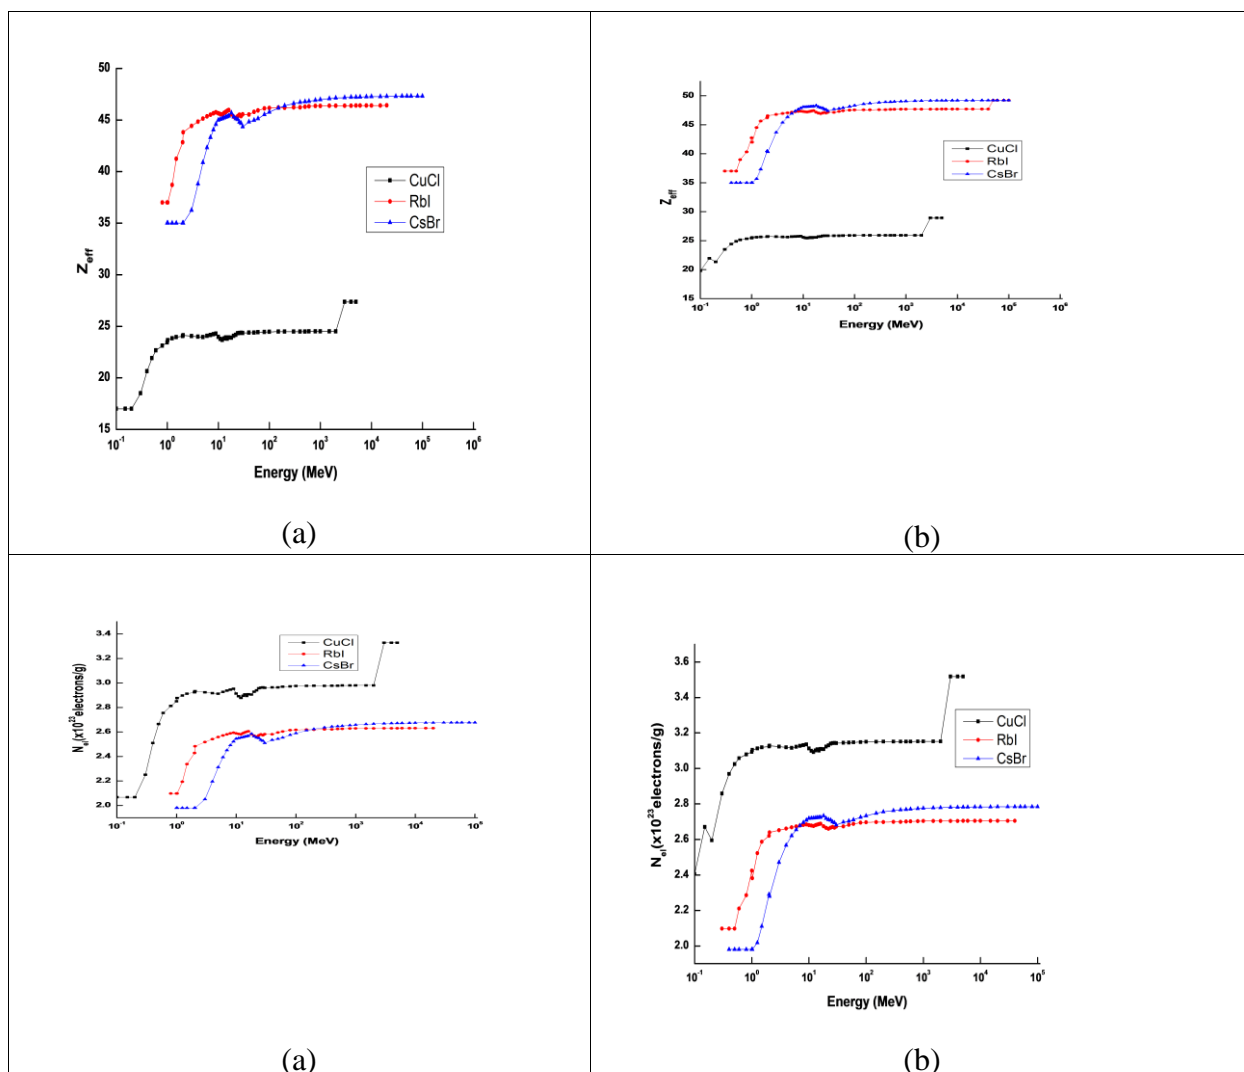 50
45
40
35
30
25
20
15
Z_eff
CuCl
RbI
CsBr
10^-1 10^0 10^1 10^2 10^3 10^4 10^5 10^6
Energy (MeV)
(a)
50
45
40
35
30
25
20
15
Z_eff
CuCl
RbI
CsBr
10^-1 10^0 10^1 10^2 10^3 10^4 10^5 10^6
Energy (MeV)
(b)
3.4
3.2
3.0
2.8
2.6
2.4
2.2
2.0
N_el(x10^23electrons/g)
CuCl
RbI
CsBr
10^-1 10^0 10^1 10^2 10^3 10^4 10^5
Energy (MeV)
(a)
3.6
3.4
3.2
3.0
2.8
2.6
2.4
2.2
2.0
N_el(x10^23electrons/g)
CuCl
RbI
CsBr
10^-1 10^0 10^1 10^2 10^3 10^4 10^5
Energy (MeV)
(b)